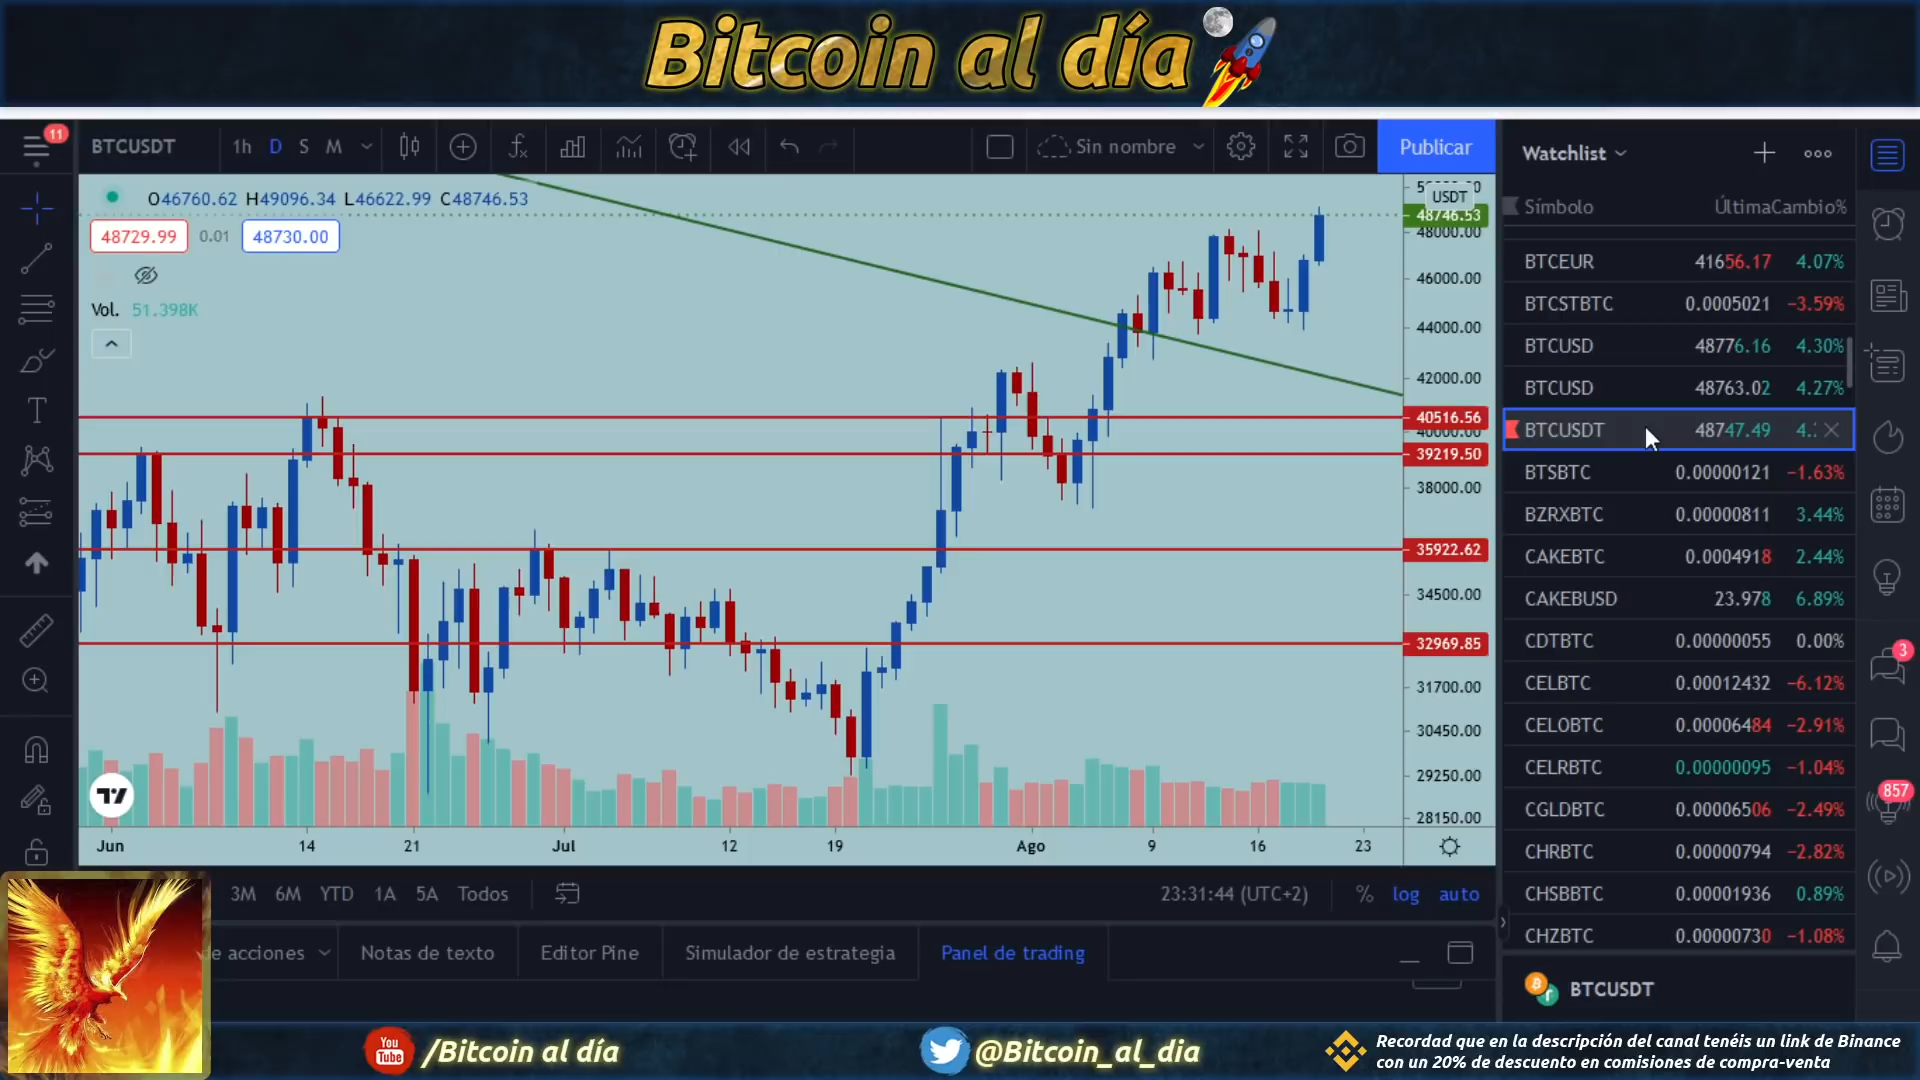 Bitcoin al día
11
BTCUSDT
1h
D
S
M
Sin nombre
Publicar
O46760.62 H49096.34 L46622.99 C48746.53
48729.99
0.01
48730.00
Vol. 51.398K
USDT
48746.53
48000.00
46000.00
44000.00
42000.00
40516.56
40000.00
39219.50
38000.00
35922.62
34500.00
32969.85
31700.00
30450.00
29250.00
28150.00
Jun
14
21
Jul
12
19
Ago
9
16
23
3M
6M
YTD
1A
5A
Todos
23:31:44 (UTC+2)
%
log
auto
de acciones
Notas de texto
Editor Pine
Simulador de estrategia
Panel de trading
Watchlist
Símbolo
Última
Cambio%
BTCEUR 41656.17 4.07%
BTCSTBTC 0.0005021 −3.59%
BTCUSD 48776.16 4.30%
BTCUSD 48763.02 4.27%
BTCUSDT 48747.49
BTSBTC 0.00000121 −1.63%
BZRXBTC 0.00000811 3.44%
CAKEBTC 0.0004918 2.44%
CAKEBUSD 23.978 6.89%
CDTBTC 0.00000055 0.00%
CELBTC 0.00012432 −6.12%
CELOBTC 0.00006484 −2.91%
CELRBTC 0.00000095 −1.04%
CGLDBTC 0.00006506 −2.49%
CHRBTC 0.00000794 −2.82%
CHSBBTC 0.00001936 0.89%
CHZBTC 0.00000730 −1.08%
BTCUSDT
3
857
You
Tube
/Bitcoin al día
@Bitcoin_al_dia
Recordad que en la descripción del canal tenéis un link de Binance
con un 20% de descuento en comisiones de compra-venta